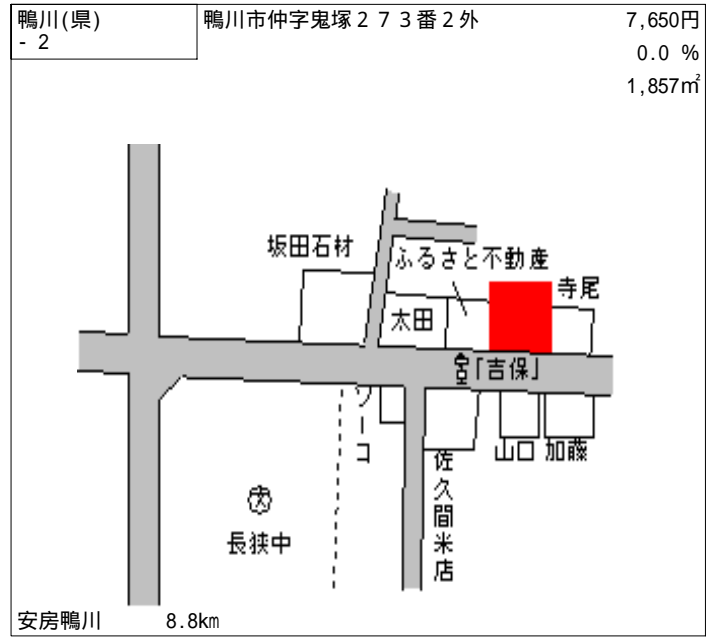 鴨川(県)
- 2
鴨川市仲字鬼塚２７３番２外
7,650円
0.0 %
1,857㎡
坂田石材
ふるさと不動産
寺尾
太田
「吉保」
ソーコ
山口
加藤
佐久間米店
文
長狭中
安房鴨川 8.8km